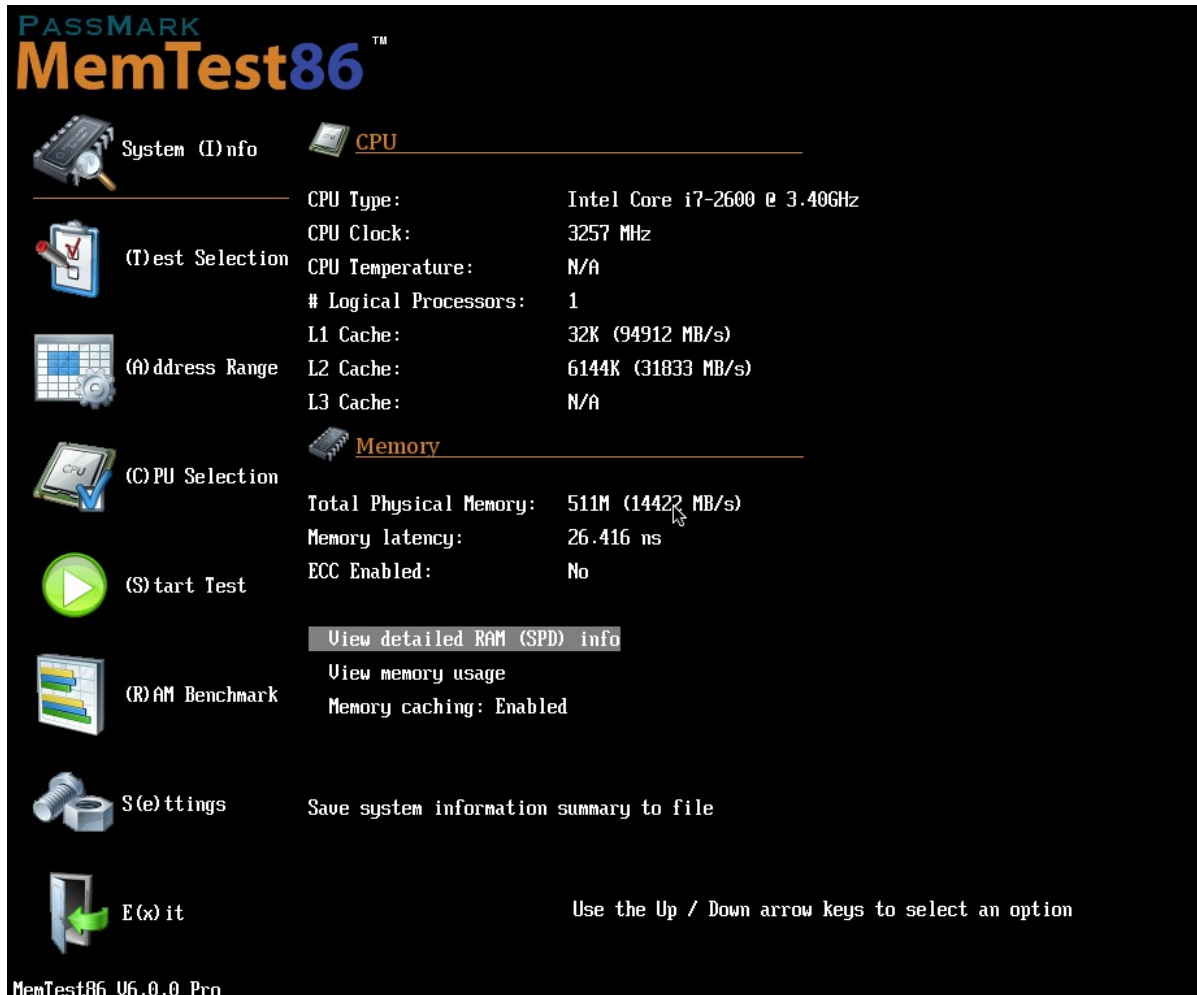 PASSMARK
MemTest86™
System (I)nfo
(T)est Selection
(A)ddress Range
(C)PU Selection
(S)tart Test
(R)AM Benchmark
S(e)ttings
E(x)it
CPU
CPU Type: Intel Core i7-2600 @ 3.40GHz
CPU Clock: 3257 MHz
CPU Temperature: N/A
# Logical Processors: 1
L1 Cache: 32K (94912 MB/s)
L2 Cache: 6144K (31833 MB/s)
L3 Cache: N/A
Memory
Total Physical Memory: 511M (14422 MB/s)
Memory latency: 26.416 ns
ECC Enabled: No
View detailed RAM (SPD) info
View memory usage
Memory caching: Enabled
Save system information summary to file
Use the Up / Down arrow keys to select an option
MemTest86 V6.0.0 Pro